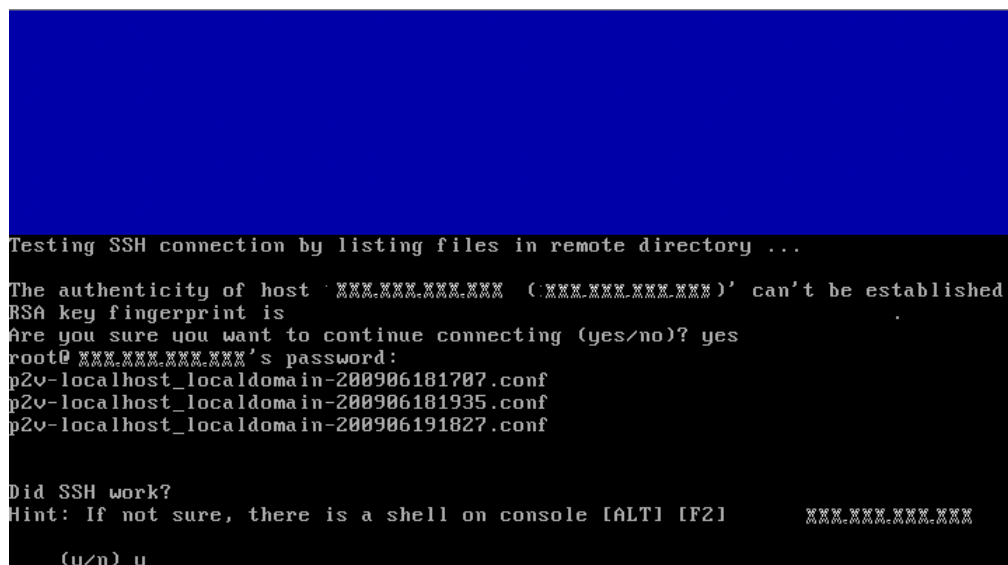 Testing SSH connection by listing files in remote directory ...
The authenticity of host 'XXX.XXX.XXX.XXX (XXX.XXX.XXX.XXX)' can't be established
RSA key fingerprint is .
Are you sure you want to continue connecting (yes/no)? yes
root@ XXX.XXX.XXX.XXX's password:
p2v-localhost_localdomain-200906181707.conf
p2v-localhost_localdomain-200906181935.conf
p2v-localhost_localdomain-200906191827.conf
Did SSH work?
Hint: If not sure, there is a shell on console [ALT] [F2] XXX.XXX.XXX.XXX
(y/n) y